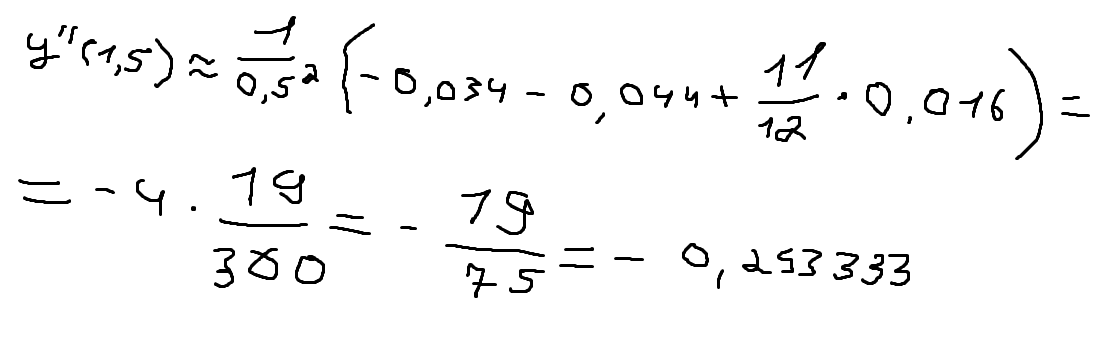 y''(1,5) ≈ 1/0,5² (-0,034 - 0,044 + 11/12 · 0,016) =
= -4 · 19/300 = - 19/75 = - 0,253333